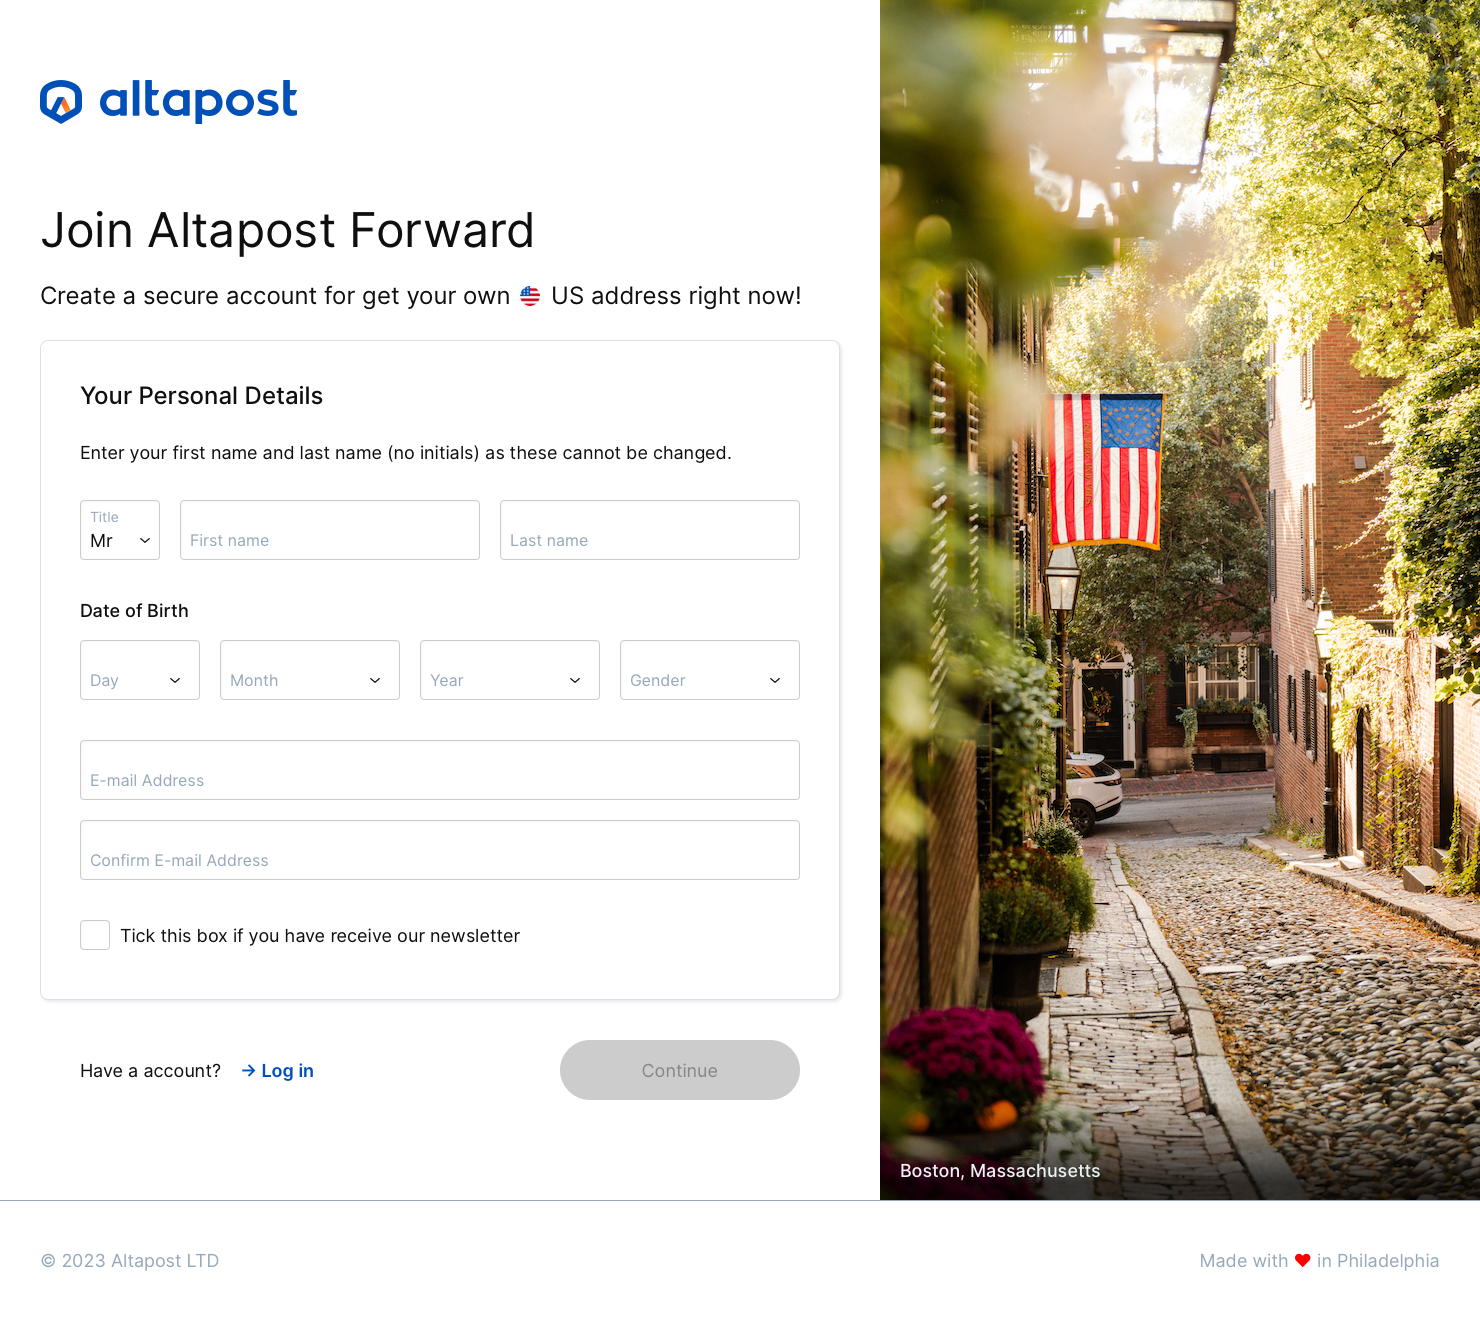 altapost
Join Altapost Forward
Create a secure account for get your own US address right now!
Your Personal Details
Enter your first name and last name (no initials) as these cannot be changed.
Title
Mr
First name
Last name
Date of Birth
Day
Month
Year
Gender
E-mail Address
Confirm E-mail Address
Tick this box if you have receive our newsletter
Have a account? → Log in
Continue
Boston, Massachusetts
© 2023 Altapost LTD
Made with ❤ in Philadelphia